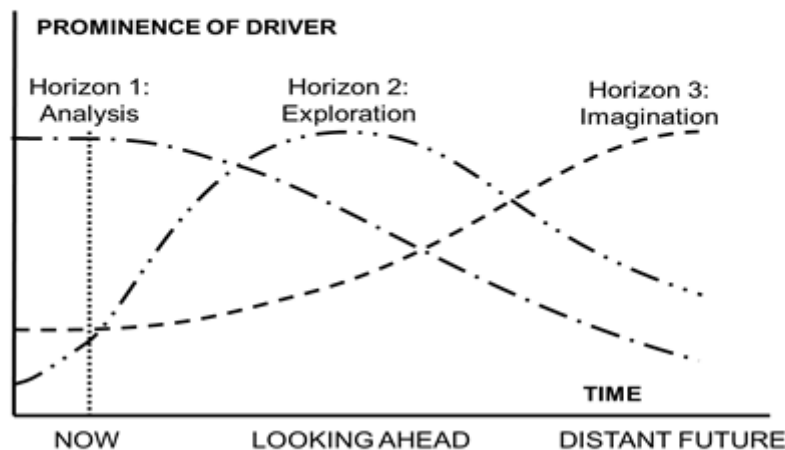 PROMINENCE OF DRIVER
Horizon 1:
Analysis
Horizon 2:
Exploration
Horizon 3:
Imagination
TIME
NOW
LOOKING AHEAD
DISTANT FUTURE